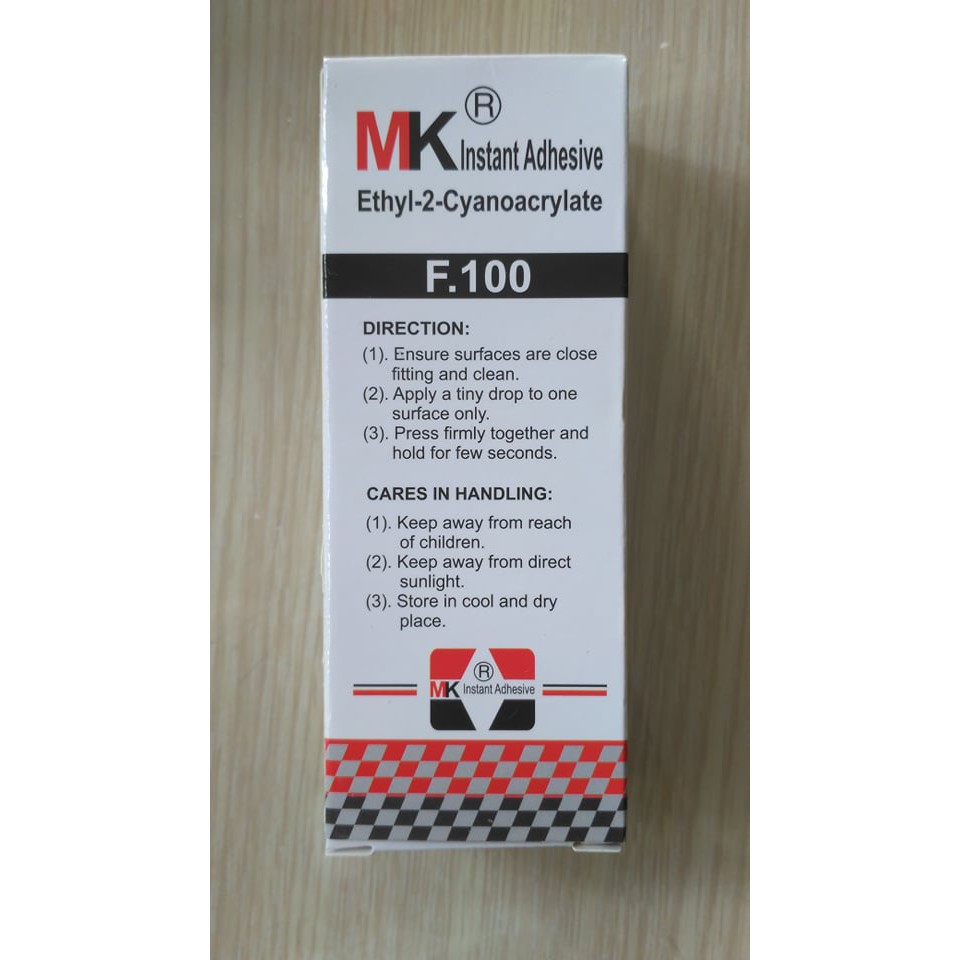 MK® Instant Adhesive
Ethyl-2-Cyanoacrylate
F.100
DIRECTION:
(1). Ensure surfaces are close
fitting and clean.
(2). Apply a tiny drop to one
surface only.
(3). Press firmly together and
hold for few seconds.
CARES IN HANDLING:
(1). Keep away from reach
of children.
(2). Keep away from direct
sunlight.
(3). Store in cool and dry
place.
MK® Instant Adhesive